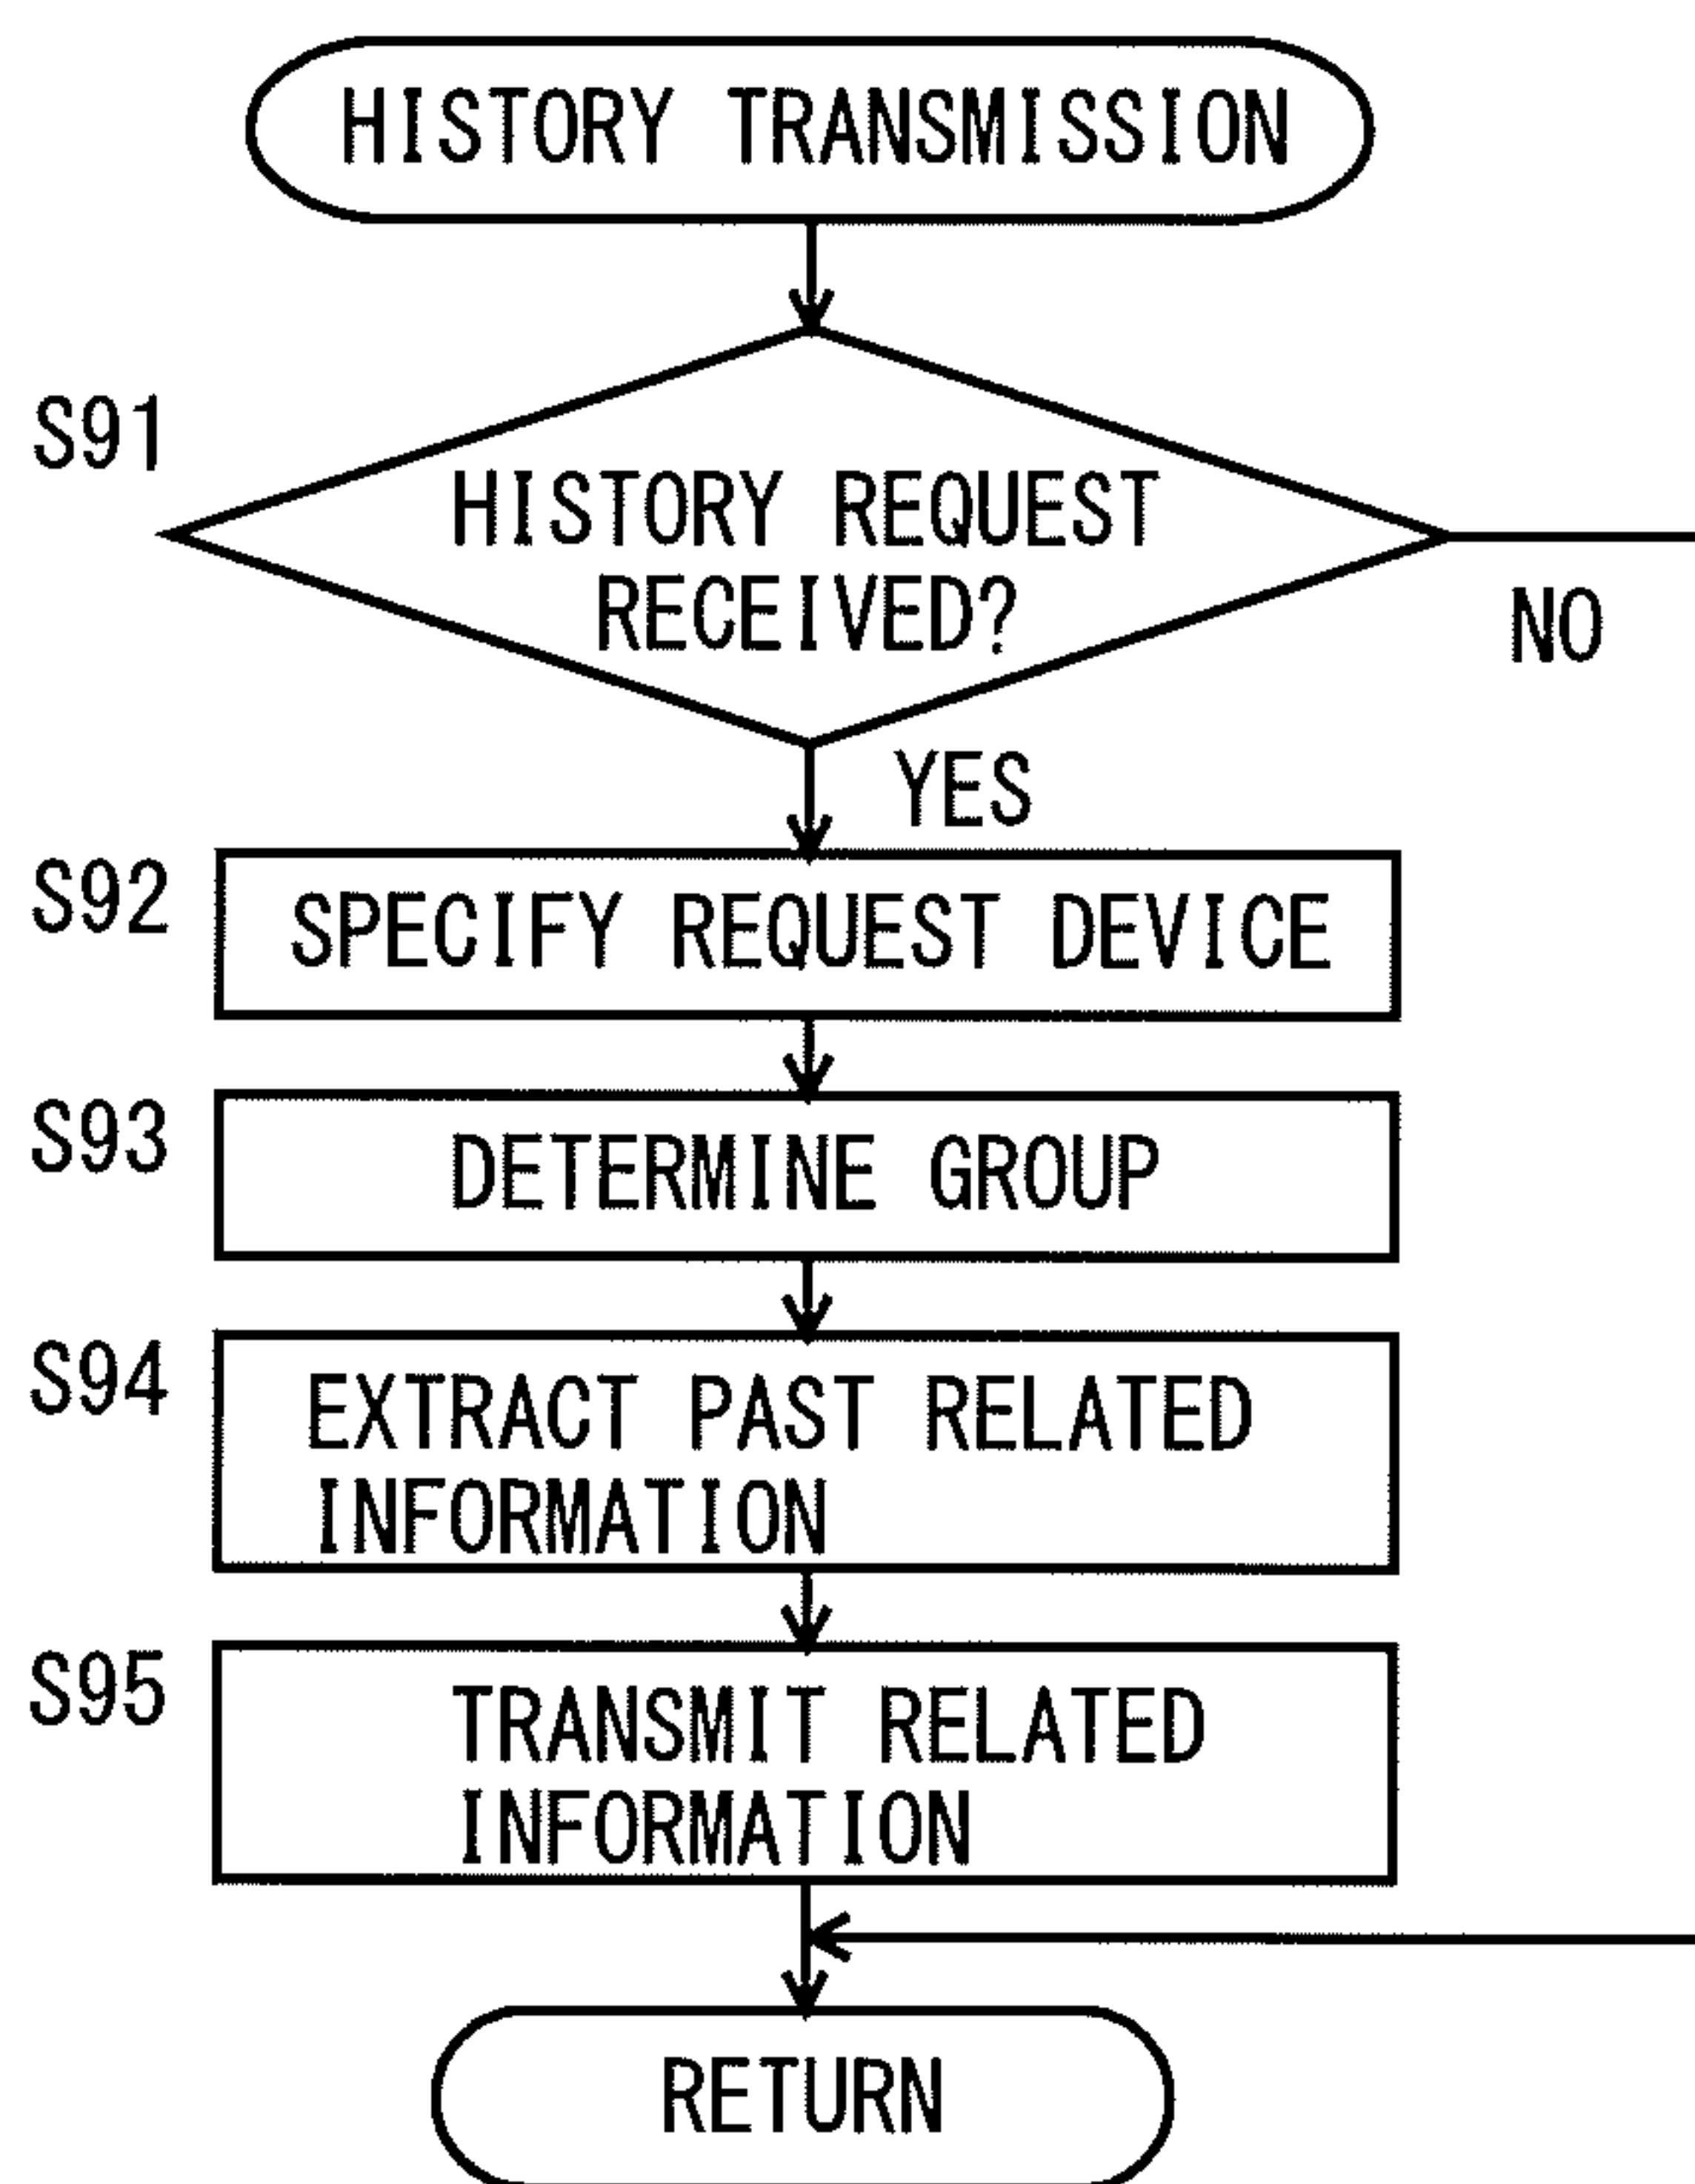 HISTORY TRANSMISSION
S91
HISTORY REQUEST
RECEIVED?
NO
YES
S92
SPECIFY REQUEST DEVICE
S93
DETERMINE GROUP
S94
EXTRACT PAST RELATED
INFORMATION
S95
TRANSMIT RELATED
INFORMATION
RETURN